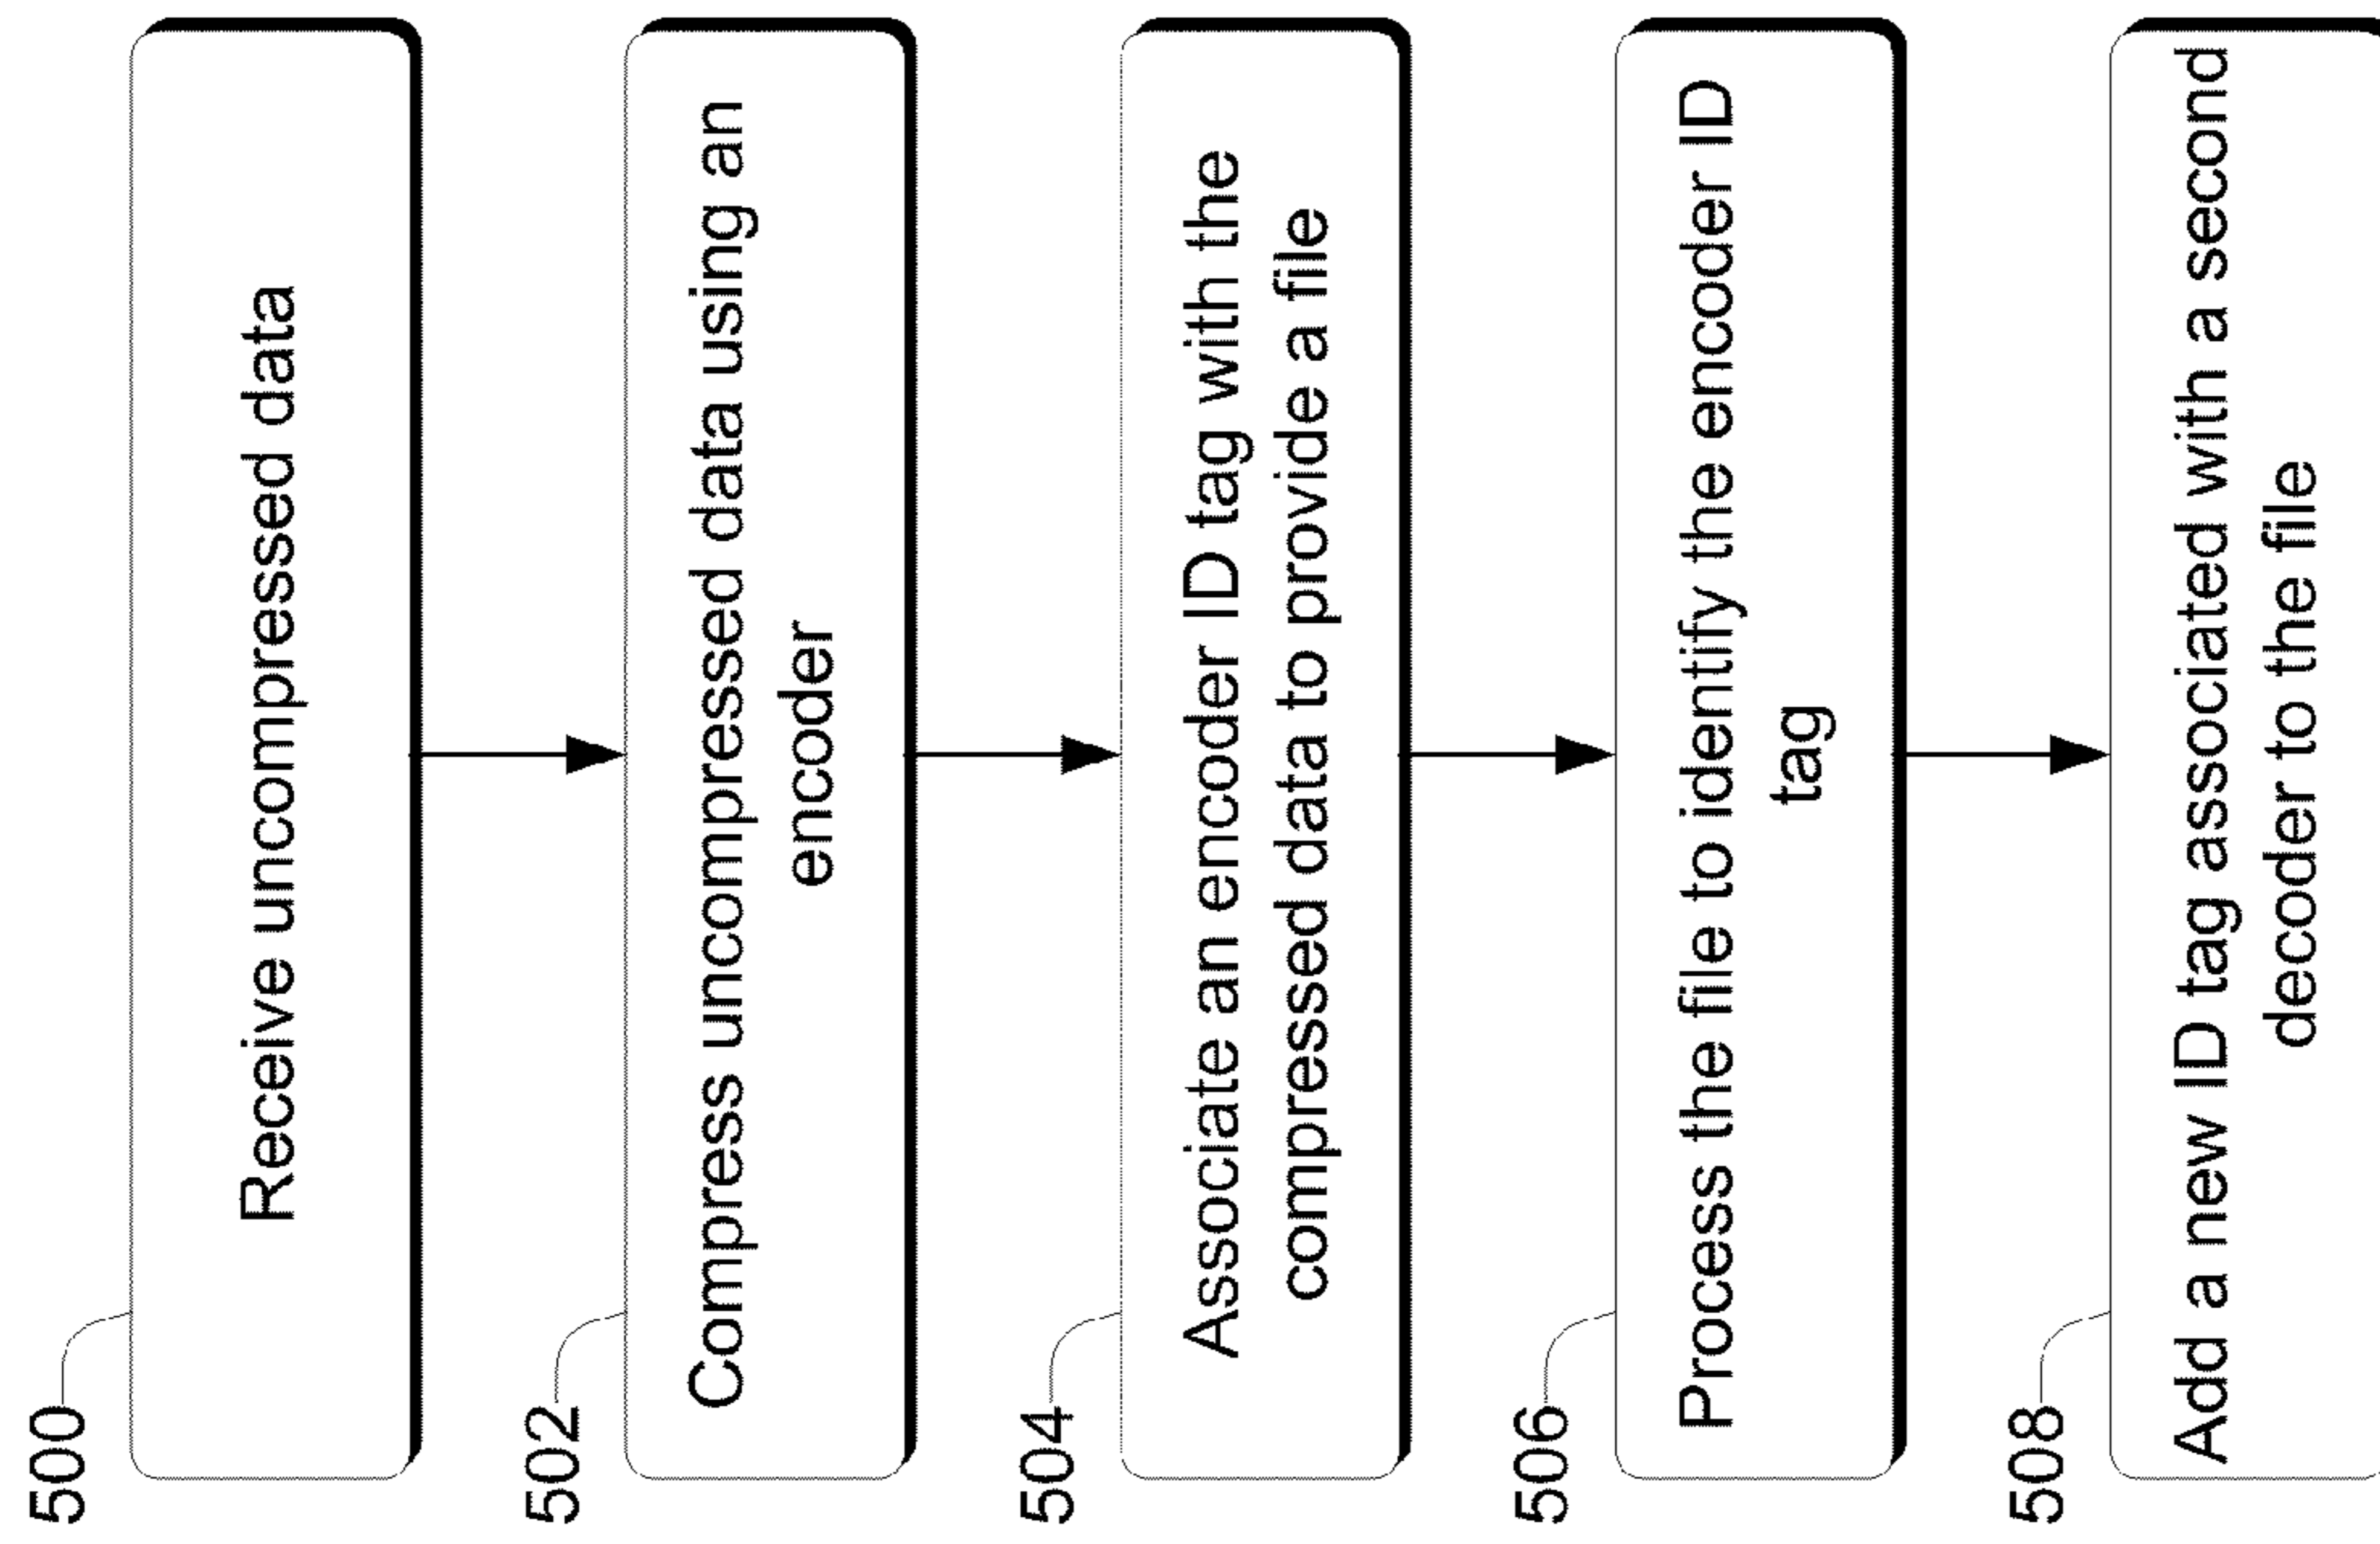 500
Receive uncompressed data
502
Compress uncompressed data using an
encoder
504
Associate an encoder ID tag with the
compressed data to provide a file
506
Process the file to identify the encoder ID
tag
508
Add a new ID tag associated with a second
decoder to the file